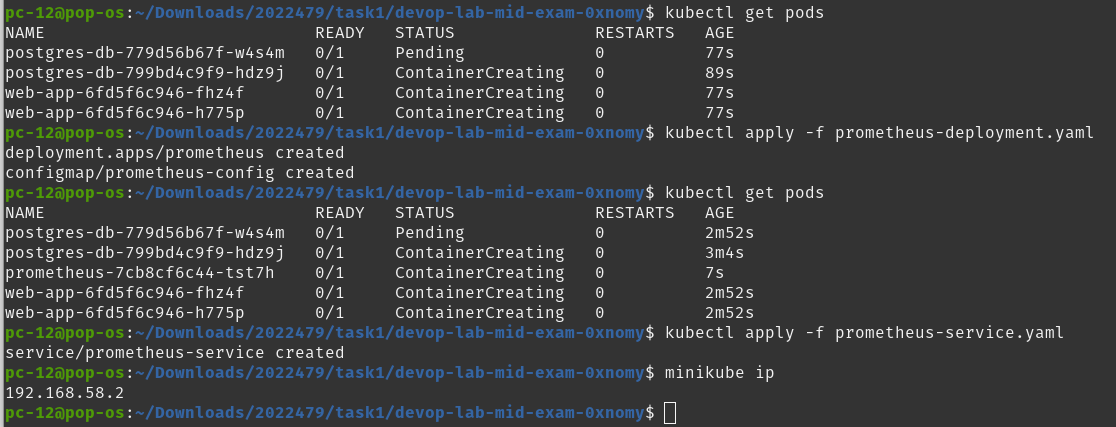 pc-12@pop-os:~/Downloads/2022479/task1/devop-lab-mid-exam-0xnomy$ kubectl get pods
NAME READY STATUS RESTARTS AGE
postgres-db-779d56b67f-w4s4m 0/1 Pending 0 77s
postgres-db-799bd4c9f9-hdz9j 0/1 ContainerCreating 0 89s
web-app-6fd5f6c946-fhz4f 0/1 ContainerCreating 0 77s
web-app-6fd5f6c946-h775p 0/1 ContainerCreating 0 77s
pc-12@pop-os:~/Downloads/2022479/task1/devop-lab-mid-exam-0xnomy$ kubectl apply -f prometheus-deployment.yaml
deployment.apps/prometheus created
configmap/prometheus-config created
pc-12@pop-os:~/Downloads/2022479/task1/devop-lab-mid-exam-0xnomy$ kubectl get pods
NAME READY STATUS RESTARTS AGE
postgres-db-779d56b67f-w4s4m 0/1 Pending 0 2m52s
postgres-db-799bd4c9f9-hdz9j 0/1 ContainerCreating 0 3m4s
prometheus-7cb8cf6c44-tst7h 0/1 ContainerCreating 0 7s
web-app-6fd5f6c946-fhz4f 0/1 ContainerCreating 0 2m52s
web-app-6fd5f6c946-h775p 0/1 ContainerCreating 0 2m52s
pc-12@pop-os:~/Downloads/2022479/task1/devop-lab-mid-exam-0xnomy$ kubectl apply -f prometheus-service.yaml
service/prometheus-service created
pc-12@pop-os:~/Downloads/2022479/task1/devop-lab-mid-exam-0xnomy$ minikube ip
192.168.58.2
pc-12@pop-os:~/Downloads/2022479/task1/devop-lab-mid-exam-0xnomy$